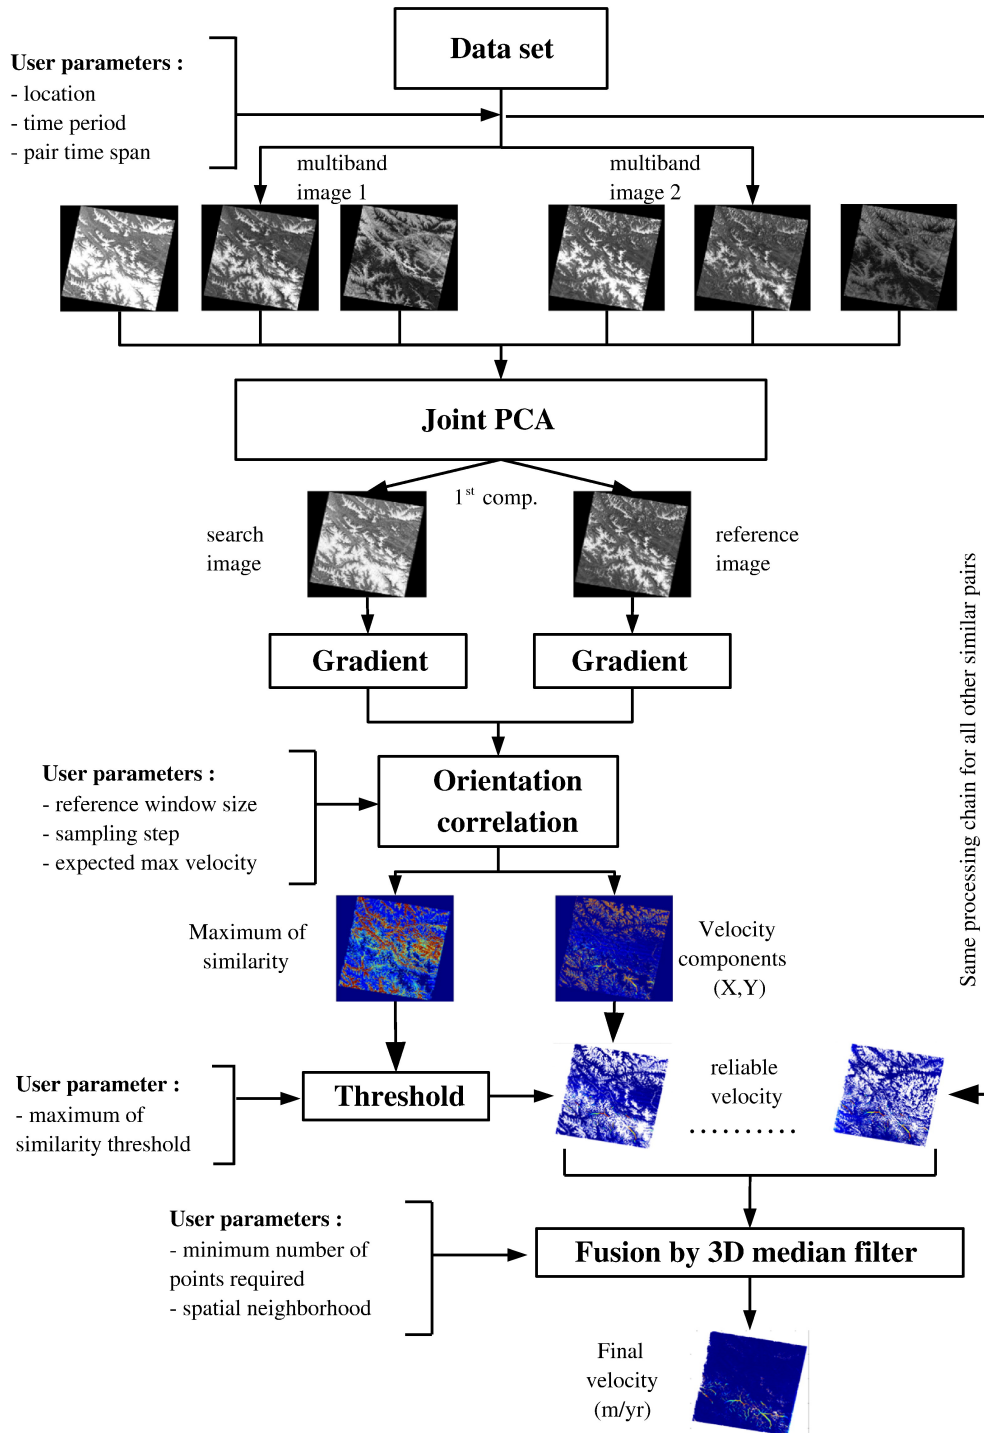 Data set
User parameters :
- location
- time period
- pair time span
multiband
image 1
multiband
image 2
Joint PCA
1st comp.
search
image
reference
image
Gradient
Gradient
Same processing chain for all other similar pairs
User parameters :
- reference window size
- sampling step
- expected max velocity
Orientation
correlation
Maximum of
similarity
Velocity
components
(X,Y)
User parameter :
- maximum of
similarity threshold
Threshold
reliable
velocity
..........
User parameters :
- minimum number of
points required
- spatial neighborhood
Fusion by 3D median filter
Final
velocity
(m/yr)